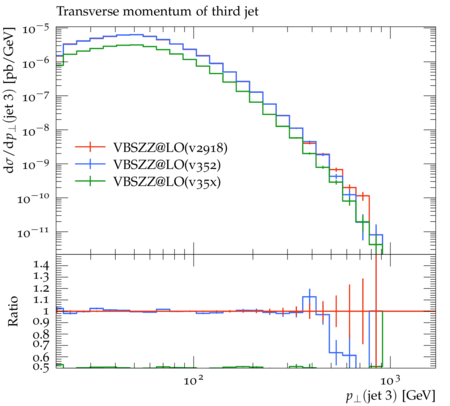 Transverse momentum of third jet
dσ/dp⊥(jet 3) [pb/GeV]
10⁻⁵
10⁻⁶
10⁻⁷
10⁻⁸
10⁻⁹
10⁻¹⁰
10⁻¹¹
VBSZZ@LO(v2918)
VBSZZ@LO(v352)
VBSZZ@LO(v35x)
Ratio
1.4
1.3
1.2
1.1
1
0.9
0.8
0.7
0.6
0.5
10² 10³
p⊥(jet 3) [GeV]